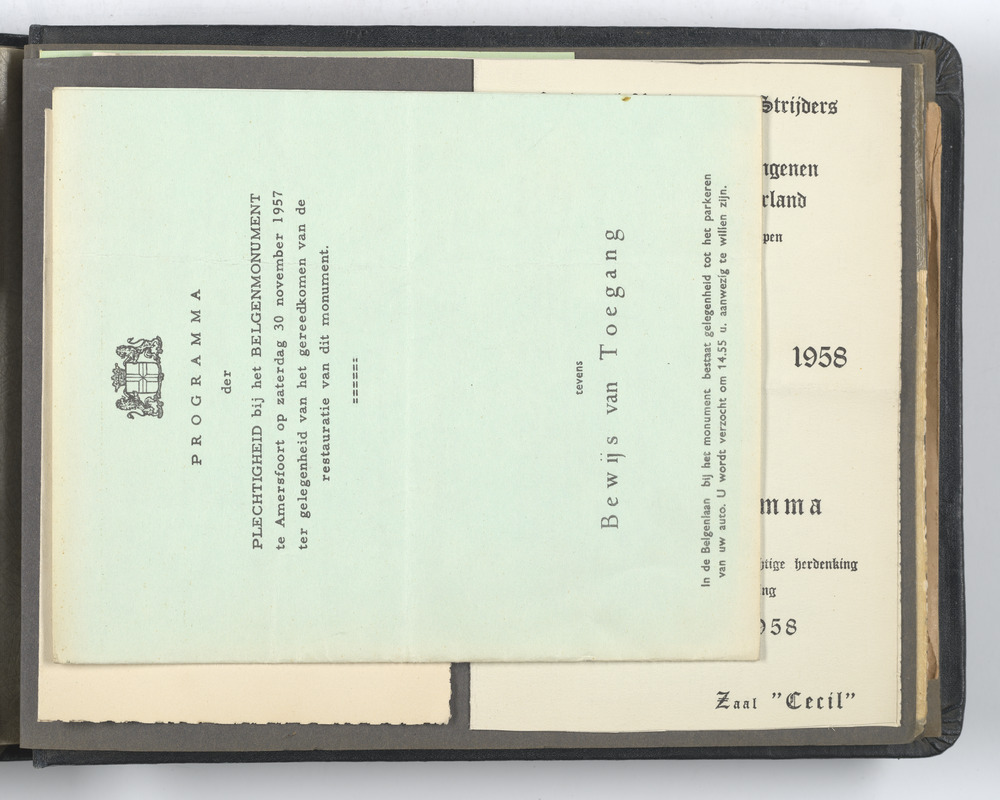 PROGRAMMA
der
PLECHTIGHEID bij het BELGENMONUMENT
te Amersfoort op zaterdag 30 november 1957
ter gelegenheid van het gereedkomen van de
restauratie van dit monument.
======
tevens
Bewijs van Toegang
In de Belgenlaan bij het monument bestaat gelegenheid tot het parkeren
van uw auto. U wordt verzocht om 14.55 u. aanwezig te willen zijn.
Strijders
ngenen
rland
pen
1958
mma
htige herdenking
ng
958
Zaal "Cecil"